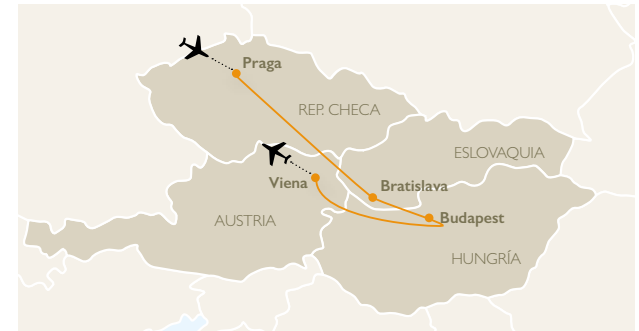 Praga
REP. CHECA
ESLOVAQUIA
Viena
Bratislava
AUSTRIA
Budapest
HUNGRÍA